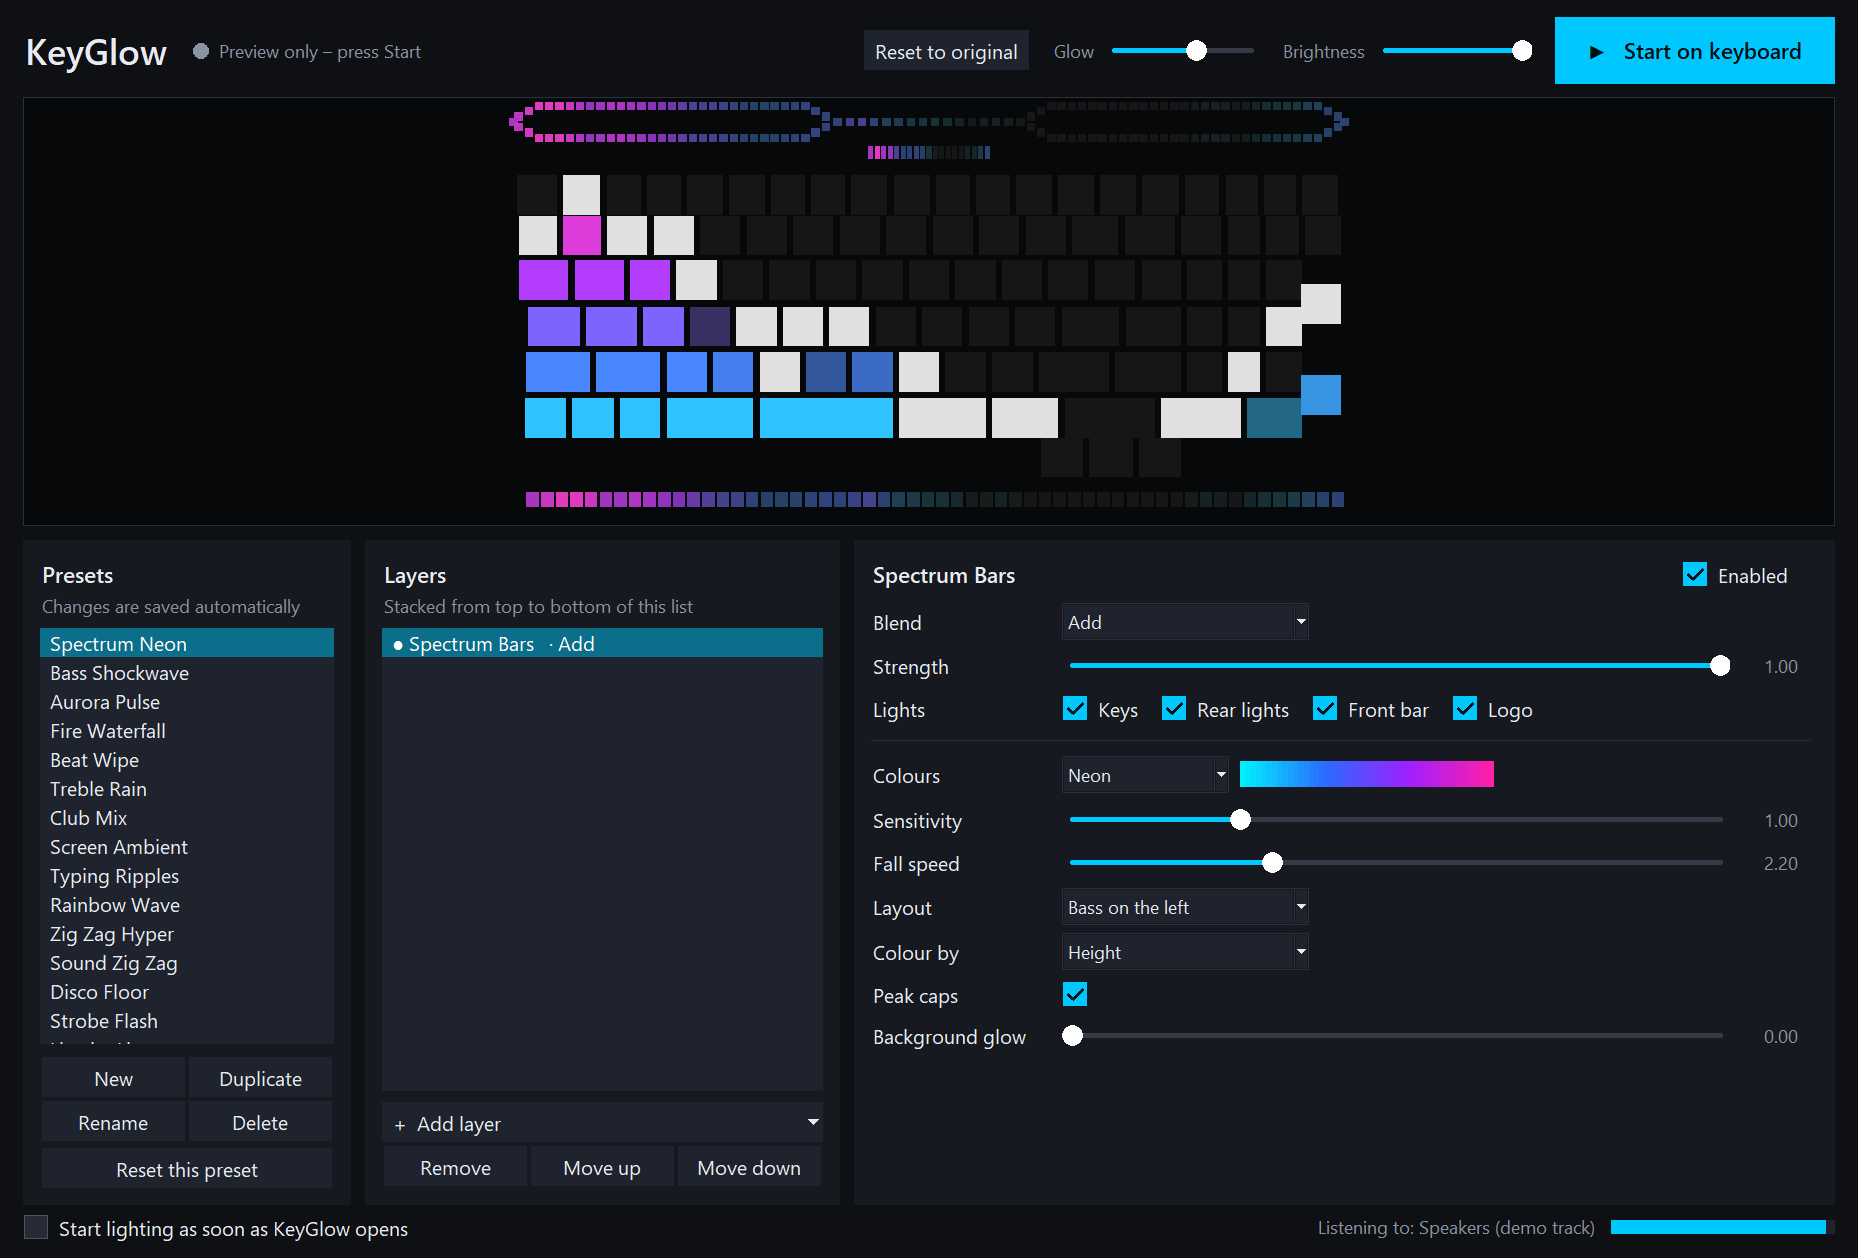 KeyGlow
Preview only – press Start
Reset to original
Glow
Brightness
Start on keyboard
Presets
Changes are saved automatically
Spectrum Neon
Bass Shockwave
Aurora Pulse
Fire Waterfall
Beat Wipe
Treble Rain
Club Mix
Screen Ambient
Typing Ripples
Rainbow Wave
Zig Zag Hyper
Sound Zig Zag
Disco Floor
Strobe Flash
New
Duplicate
Rename
Delete
Reset this preset
Layers
Stacked from top to bottom of this list
● Spectrum Bars · Add
+ Add layer
Remove
Move up
Move down
Spectrum Bars
Enabled
Blend
Add
Strength
1.00
Lights
Keys
Rear lights
Front bar
Logo
Colours
Neon
Sensitivity
1.00
Fall speed
2.20
Layout
Bass on the left
Colour by
Height
Peak caps
Background glow
0.00
Start lighting as soon as KeyGlow opens
Listening to: Speakers (demo track)